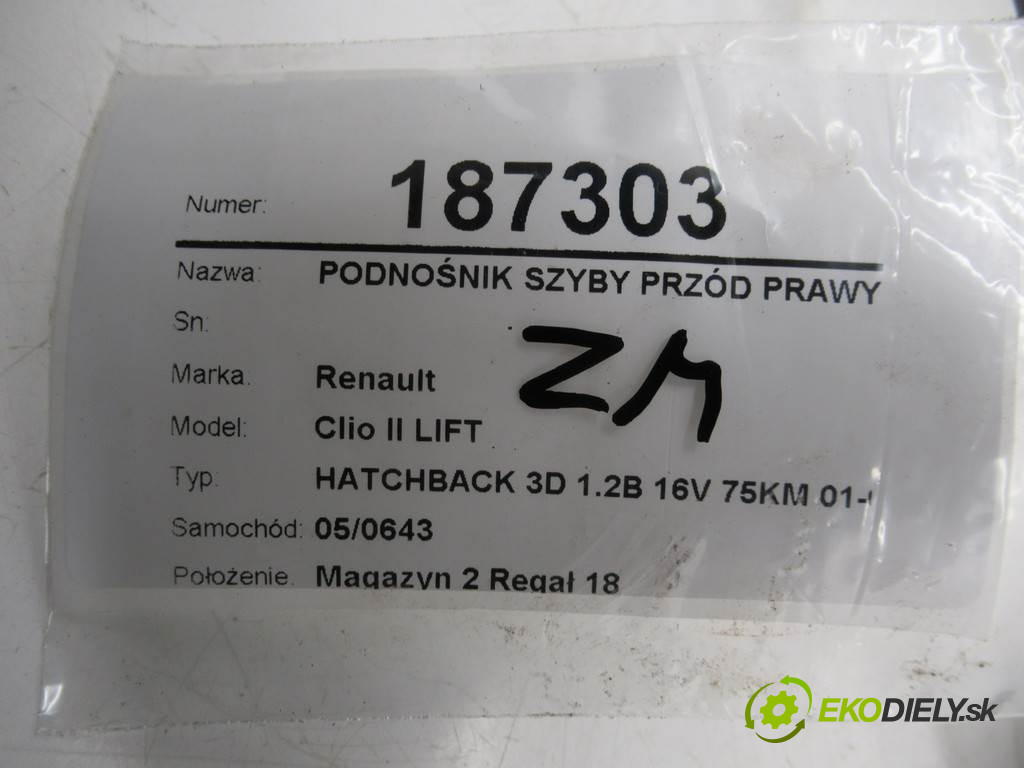 Numer: 187303
Nazwa: PODNOŚNIK SZYBY PRZÓD PRAWY
Sn:
ZM
Marka. Renault
Model: Clio II LIFT
Typ: HATCHBACK 3D 1.2B 16V 75KM 01-
Samochód: 05/0643
Położenie. Magazyn 2 Regał 18
EKODIELY.sk